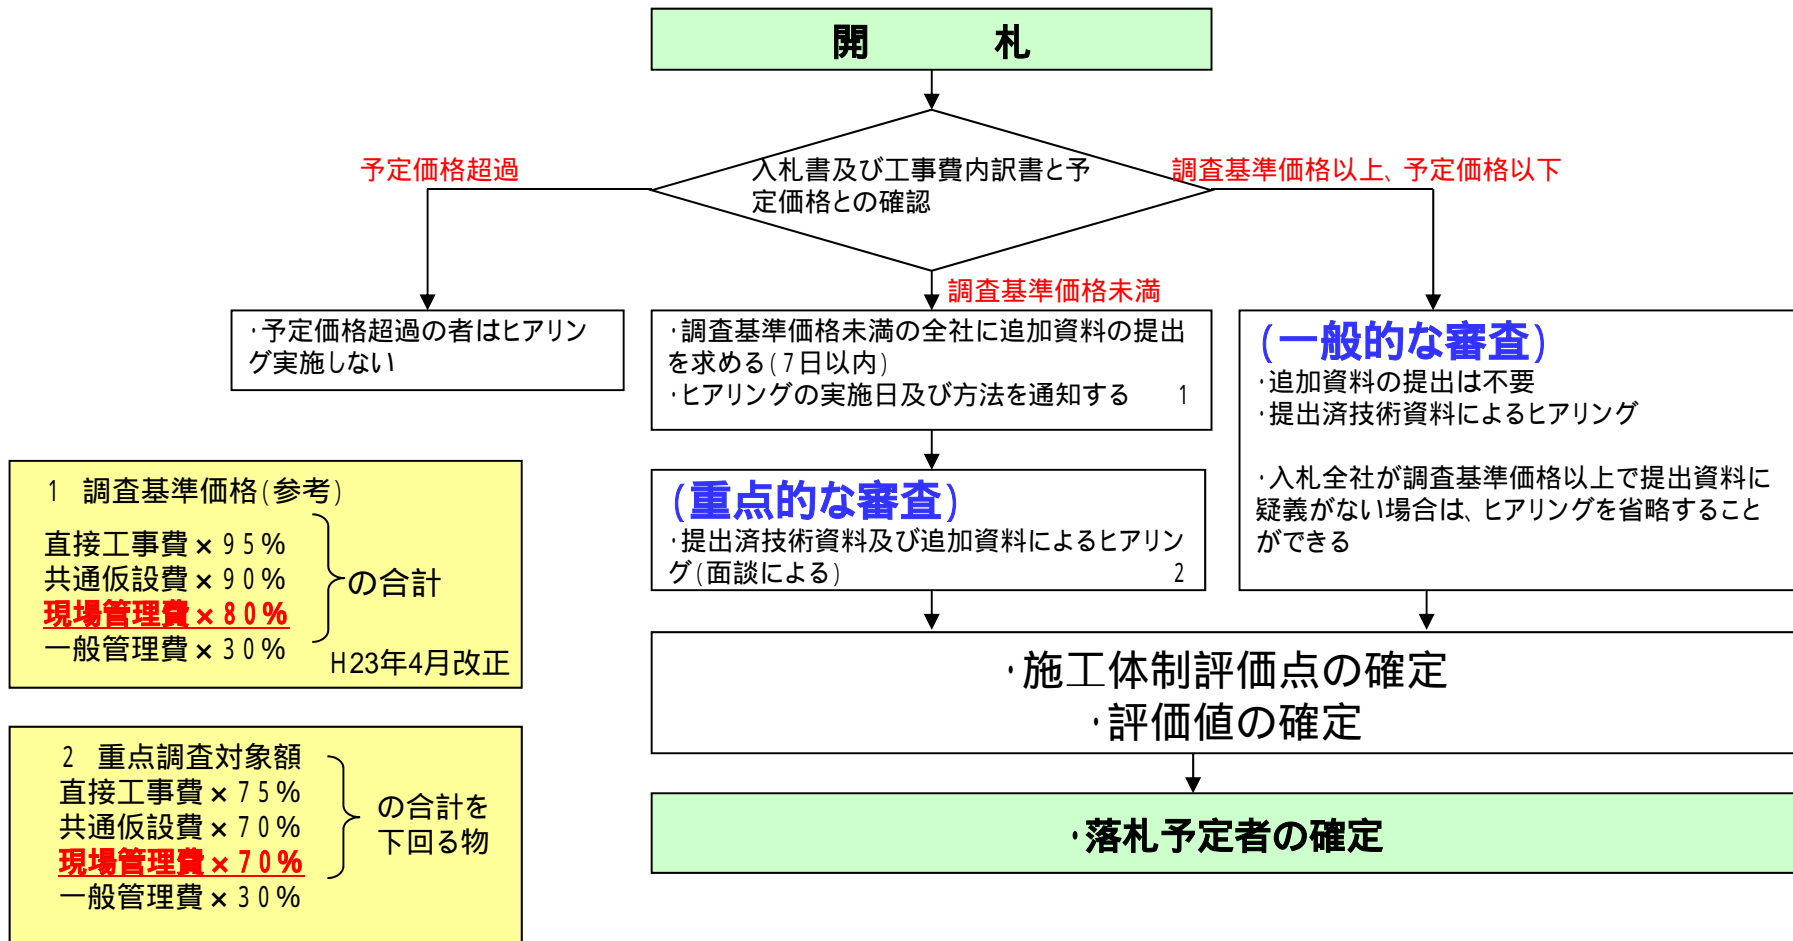 開　　　札
入札書及び工事費内訳書と予
定価格との確認
予定価格超過
調査基準価格以上、予定価格以下
調査基準価格未満
・予定価格超過の者はヒアリン
グ実施しない
・調査基準価格未満の全社に追加資料の提出
を求める(7日以内)
・ヒアリングの実施日及び方法を通知する　1
(重点的な審査)
・提出済技術資料及び追加資料によるヒアリン
グ(面談による)　2
(一般的な審査)
・追加資料の提出は不要
・提出済技術資料によるヒアリング
・入札全社が調査基準価格以上で提出資料に
疑義がない場合は、ヒアリングを省略すること
ができる
・施工体制評価点の確定
・評価値の確定
・落札予定者の確定
1　調査基準価格(参考)
直接工事費×95%
共通仮設費×90%
現場管理費×80%
一般管理費×30%
の合計
H23年4月改正
2　重点調査対象額
直接工事費×75%
共通仮設費×70%
現場管理費×70%
一般管理費×30%
の合計を
下回る物